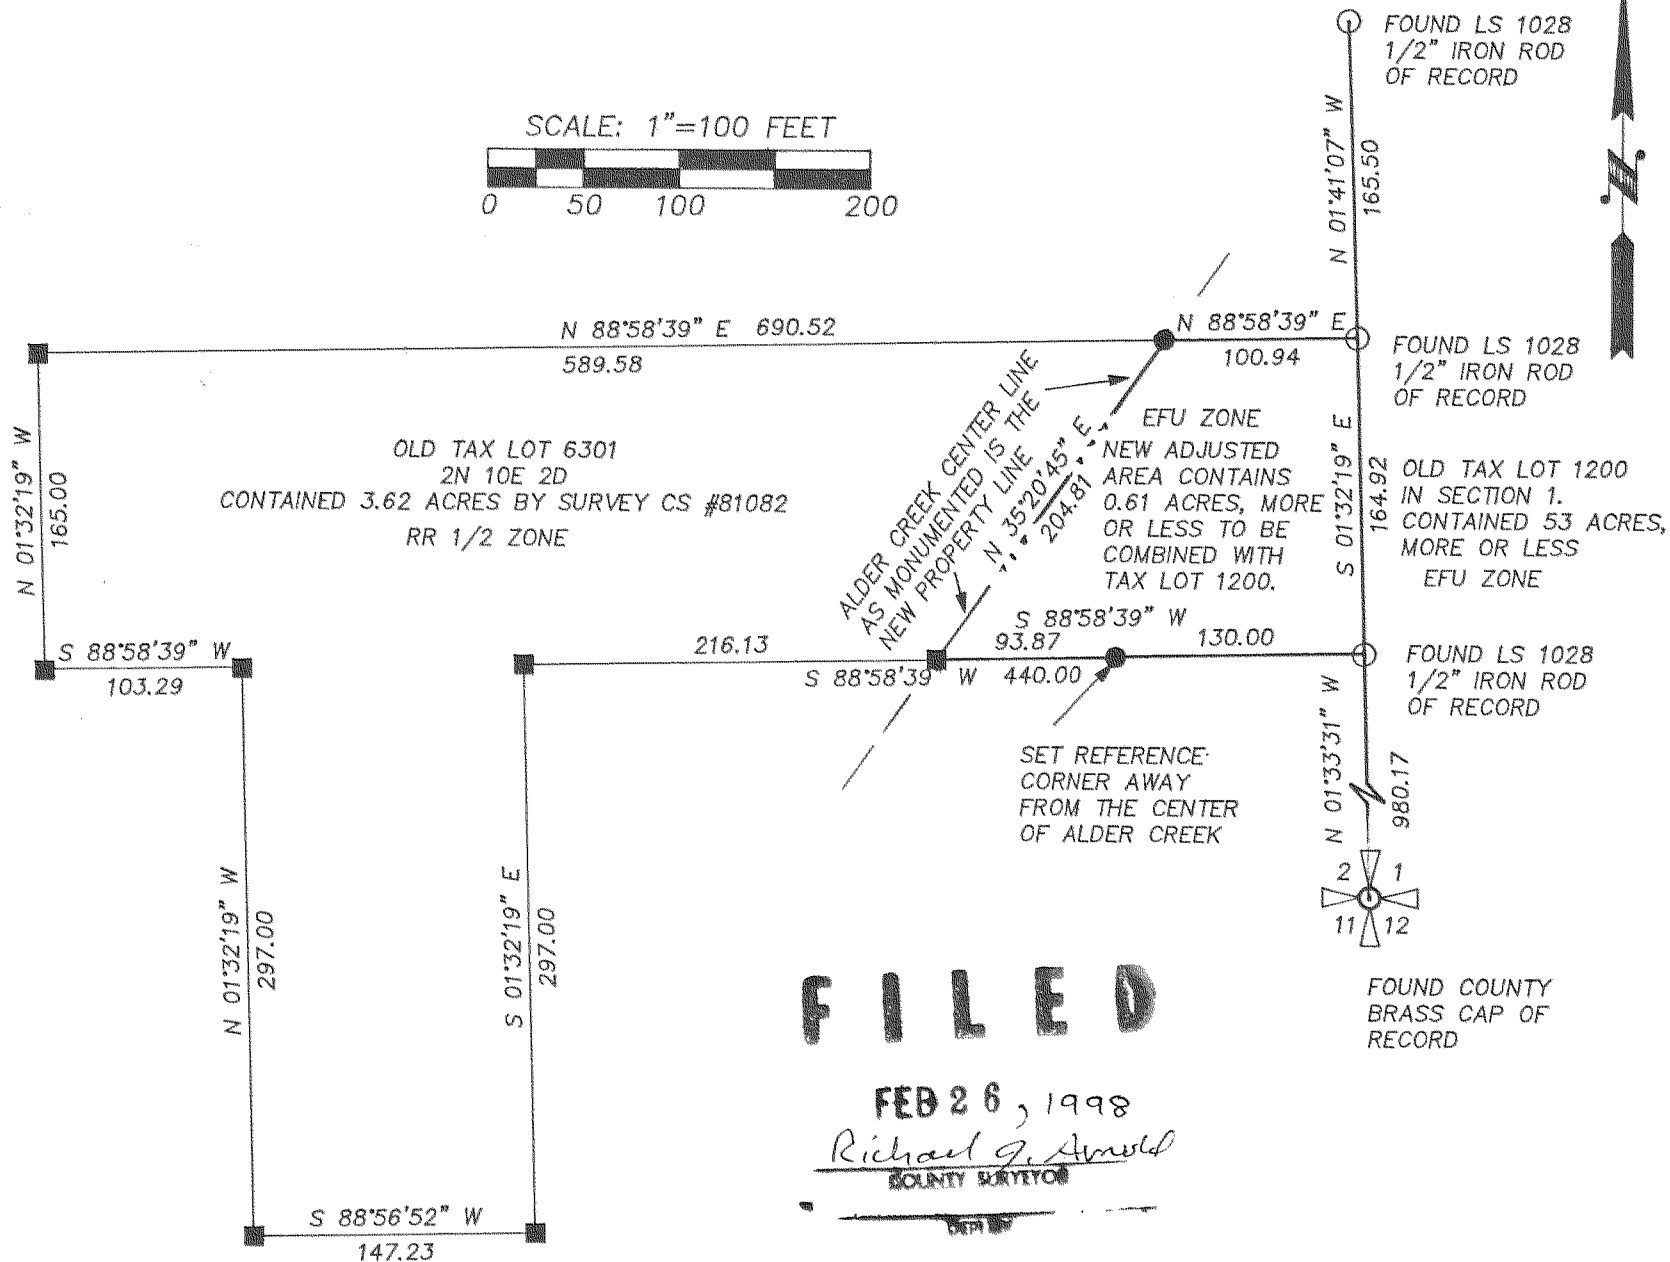 FOUND LS 1028
1/2" IRON ROD
OF RECORD
N 01°41'07" W
165.50
SCALE: 1"=100 FEET
0 50 100 200
N 88°58'39" E 690.52
589.58
N 88°58'39" E
100.94
FOUND LS 1028
1/2" IRON ROD
OF RECORD
N 01°32'19" W
165.00
OLD TAX LOT 6301
2N 10E 2D
CONTAINED 3.62 ACRES BY SURVEY CS #81082
RR 1/2 ZONE
ALDER CREEK CENTER LINE
AS MONUMENTED IS THE
NEW PROPERTY LINE
N 35°20'45" E
204.81
EFU ZONE
NEW ADJUSTED
AREA CONTAINS
0.61 ACRES, MORE
OR LESS TO BE
COMBINED WITH
TAX LOT 1200.
S 01°32'19" E
164.92
OLD TAX LOT 1200
IN SECTION 1.
CONTAINED 53 ACRES,
MORE OR LESS
EFU ZONE
S 88°58'39" W
103.29
216.13
S 88°58'39" W
93.87
130.00
S 88°58'39" W 440.00
FOUND LS 1028
1/2" IRON ROD
OF RECORD
SET REFERENCE
CORNER AWAY
FROM THE CENTER
OF ALDER CREEK
N 01°33'31" W
980.17
2 1
11 12
FOUND COUNTY
BRASS CAP OF
RECORD
N 01°32'19" W
297.00
S 01°32'19" E
297.00
S 88°56'52" W
147.23
FILED
FEB 26, 1998
Richard J. Arnold
COUNTY SURVEYOR